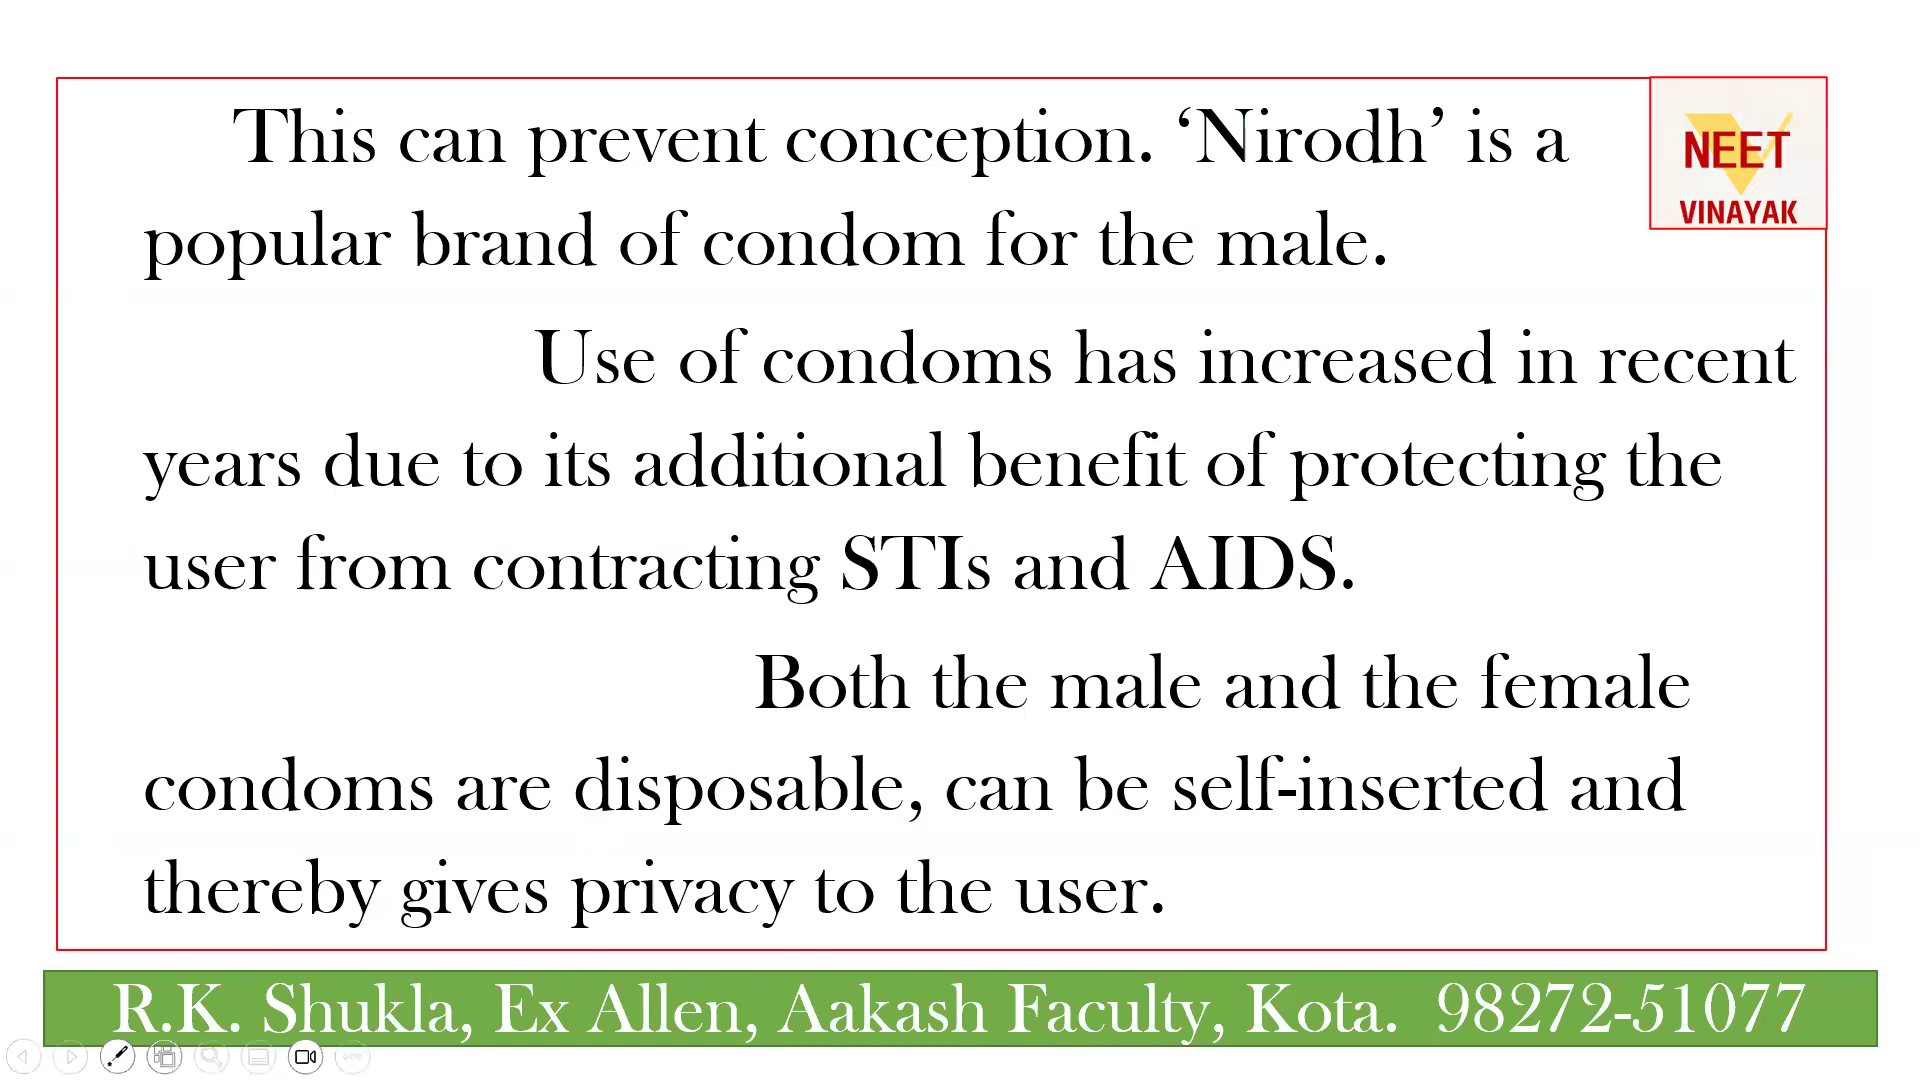 This can prevent conception. ‘Nirodh’ is a
popular brand of condom for the male.
Use of condoms has increased in recent
years due to its additional benefit of protecting the
user from contracting STIs and AIDS.
Both the male and the female
condoms are disposable, can be self-inserted and
thereby gives privacy to the user.
NEET
VINAYAK
R.K. Shukla, Ex Allen, Aakash Faculty, Kota. 98272-51077